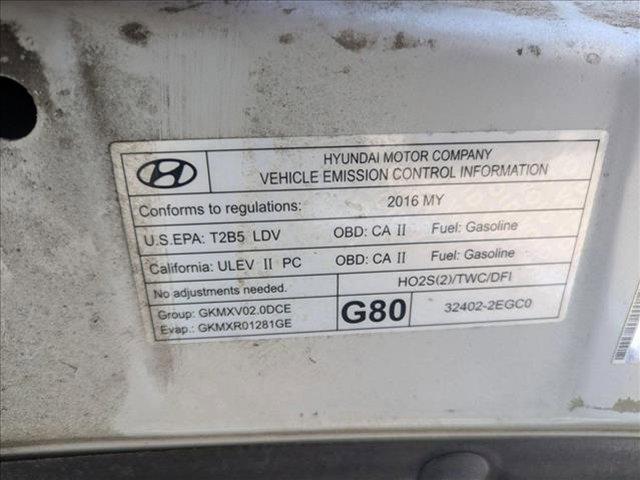 HYUNDAI MOTOR COMPANY
VEHICLE EMISSION CONTROL INFORMATION
Conforms to regulations: 2016 MY
U.S.EPA: T2B5 LDV OBD: CA II Fuel: Gasoline
California: ULEV II PC OBD: CA II Fuel: Gasoline
No adjustments needed. HO2S(2)/TWC/DFI
Group: GKMXV02.0DCE
Evap.: GKMXR01281GE
G80 32402-2EGC0